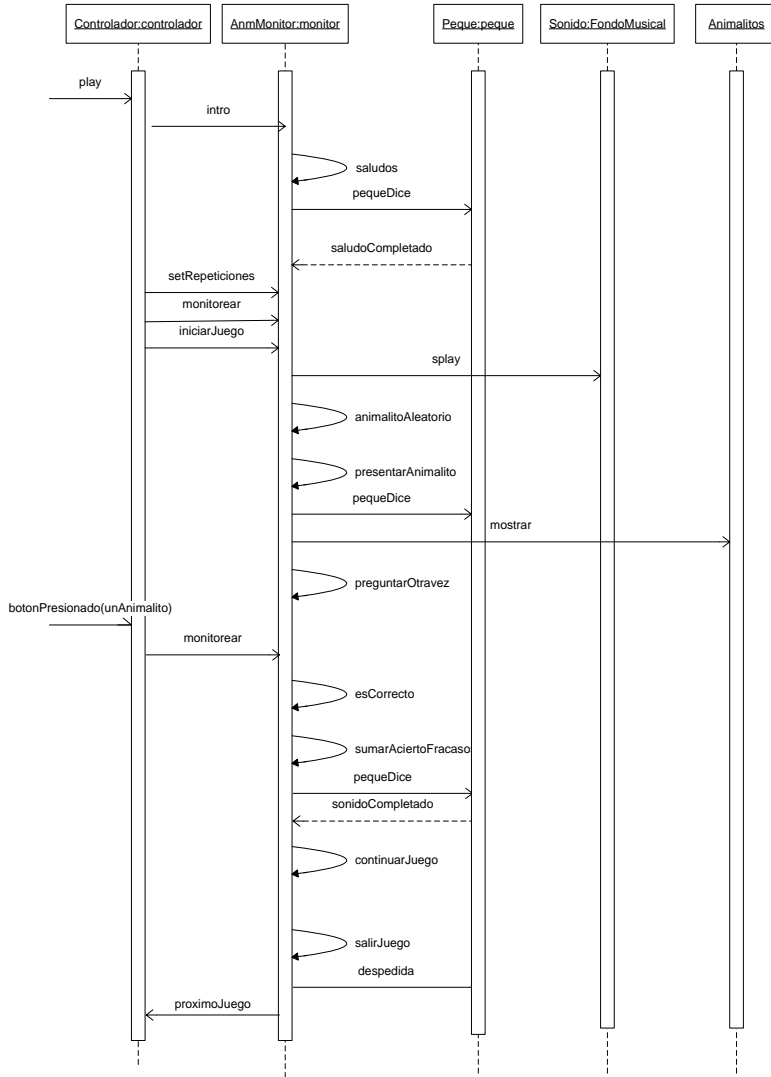 Controlador:controlador
AnmMonitor:monitor
Peque:peque
Sonido:FondoMusical
Animalitos
play
intro
saludos
pequeDice
saludoCompletado
setRepeticiones
monitorear
iniciarJuego
splay
animalitoAleatorio
presentarAnimalito
pequeDice
mostrar
preguntarOtravez
botonPresionado(unAnimalito)
monitorear
esCorrecto
sumarAciertoFracaso
pequeDice
sonidoCompletado
continuarJuego
salirJuego
despedida
proximoJuego